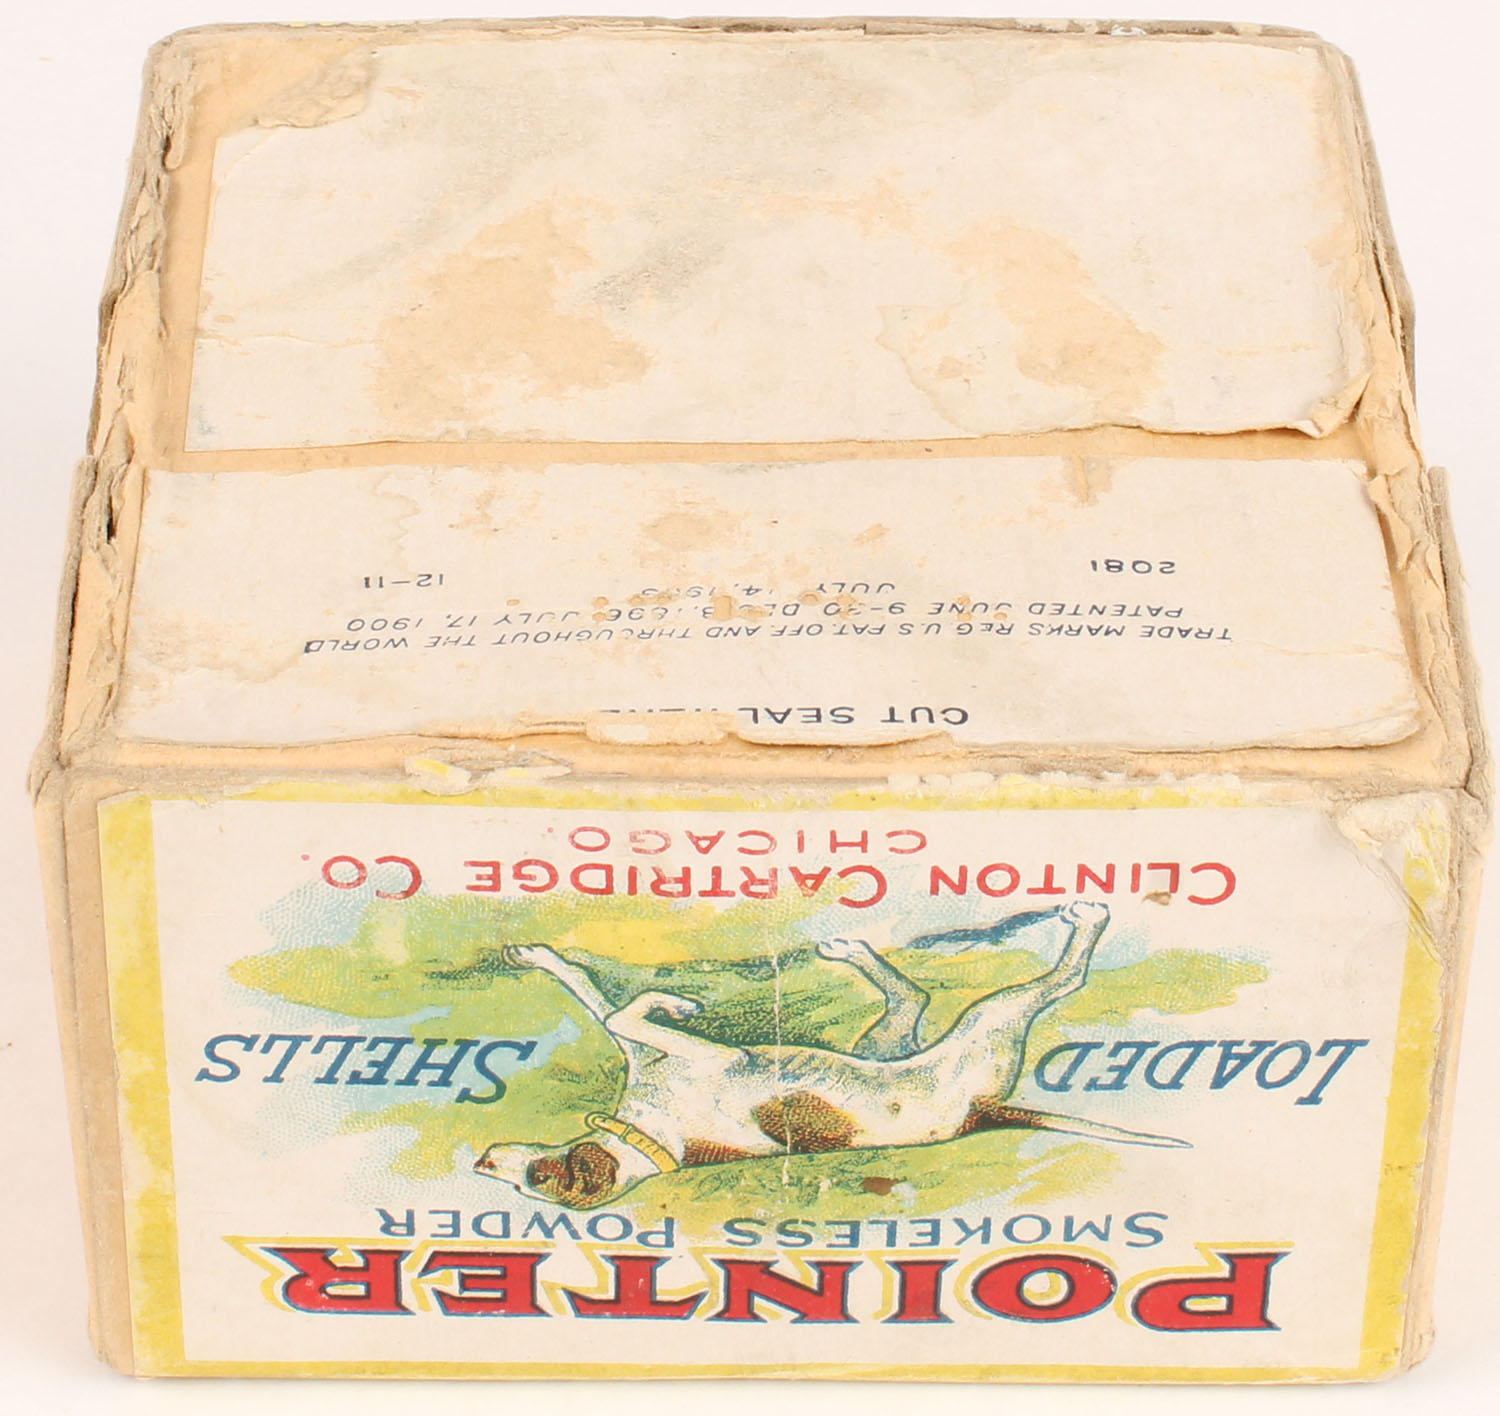 POINTER
SMOKELESS POWDER
LOADED SHELLS
CLINTON CARTRIDGE CO.
CHICAGO.
CUT SEAL
TRADE MARKS REG. U.S. PAT. OFF. AND THROUGHOUT THE WORLD
PATENTED JUNE 9-30 DEC. 8. 1896 JULY 17, 1900
JULY
2081 12-11